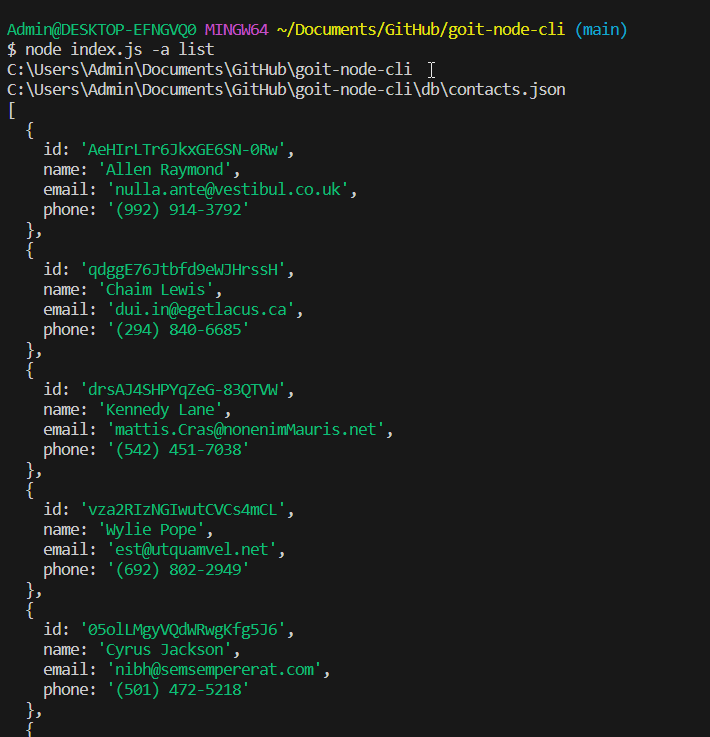 Admin@DESKTOP-EFNGVQ0 MINGW64 ~/Documents/GitHub/goit-node-cli (main)
$ node index.js -a list
C:\Users\Admin\Documents\GitHub\goit-node-cli
C:\Users\Admin\Documents\GitHub\goit-node-cli\db\contacts.json
[
  {
    id: 'AeHIrLTr6JkxGE6SN-0Rw',
    name: 'Allen Raymond',
    email: 'nulla.ante@vestibul.co.uk',
    phone: '(992) 914-3792'
  },
  {
    id: 'qdggE76Jtbfd9eWJHrssH',
    name: 'Chaim Lewis',
    email: 'dui.in@egetlacus.ca',
    phone: '(294) 840-6685'
  },
  {
    id: 'drsAJ4SHPYqZeG-83QTVW',
    name: 'Kennedy Lane',
    email: 'mattis.Cras@nonenimMauris.net',
    phone: '(542) 451-7038'
  },
  {
    id: 'vza2RIzNGIwutCVCs4mCL',
    name: 'Wylie Pope',
    email: 'est@utquamvel.net',
    phone: '(692) 802-2949'
  },
  {
    id: '05olLMgyVQdWRwgKfg5J6',
    name: 'Cyrus Jackson',
    email: 'nibh@semsempererat.com',
    phone: '(501) 472-5218'
  },
  {